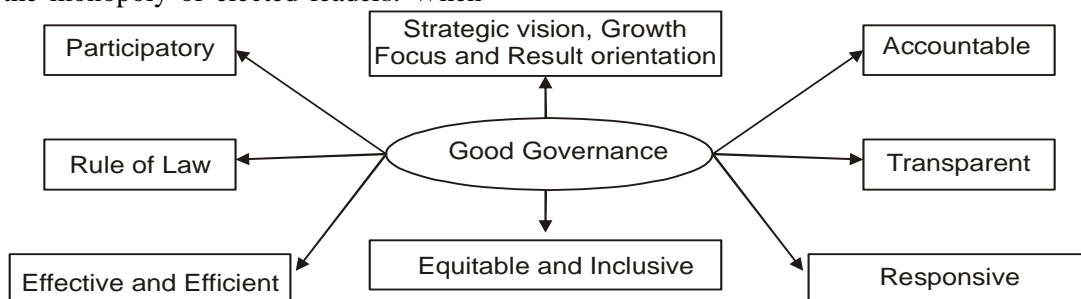 the monopoly of elected leaders. When
Participatory
Strategic vision, Growth
Focus and Result orientation
Accountable
Rule of Law
Good Governance
Transparent
Effective and Efficient
Equitable and Inclusive
Responsive